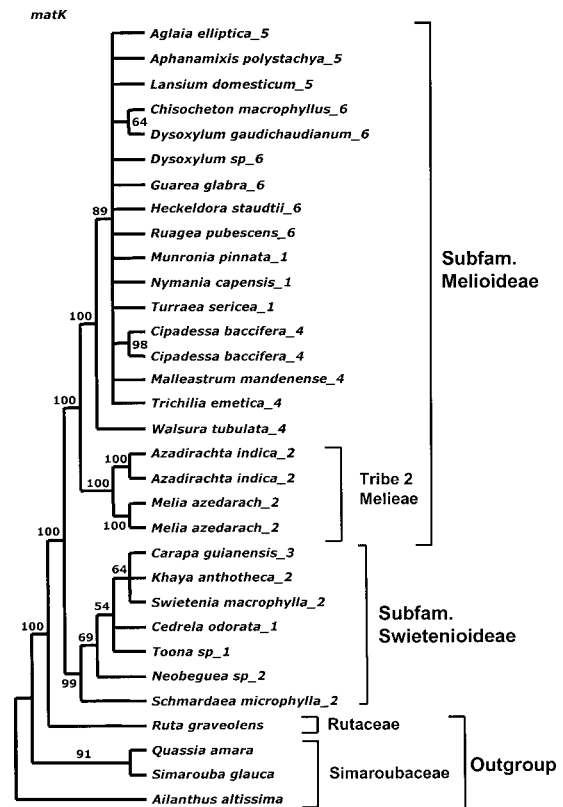 matK
Aglaia elliptica_5
Aphanamixis polystachya_5
Lansium domesticum_5
Chisocheton macrophyllus_6
64
Dysoxylum gaudichaudianum_6
Dysoxylum sp_6
Guarea glabra_6
Heckeldora staudtii_6
89
Ruagea pubescens_6
Munronia pinnata_1
Subfam.
Melioideae
Nymania capensis_1
Turraea sericea_1
100
Cipadessa baccifera_4
98
Cipadessa baccifera_4
Malleastrum mandenense_4
100
Trichilia emetica_4
Walsura tubulata_4
Azadirachta indica_2
100
Azadirachta indica_2
100
Tribe 2
Melieae
Melia azedarach_2
100
Melia azedarach_2
100
Carapa guianensis_3
64
Khaya anthotheca_2
Swietenia macrophylla_2
54
Subfam.
Swietenioideae
Cedrela odorata_1
100
69
Toona sp_1
Neobeguea sp_2
99
Schmardaea microphylla_2
Ruta graveolens
Rutaceae
Quassia amara
91
Simarouba glauca
Simaroubaceae
Outgroup
Ailanthus altissima